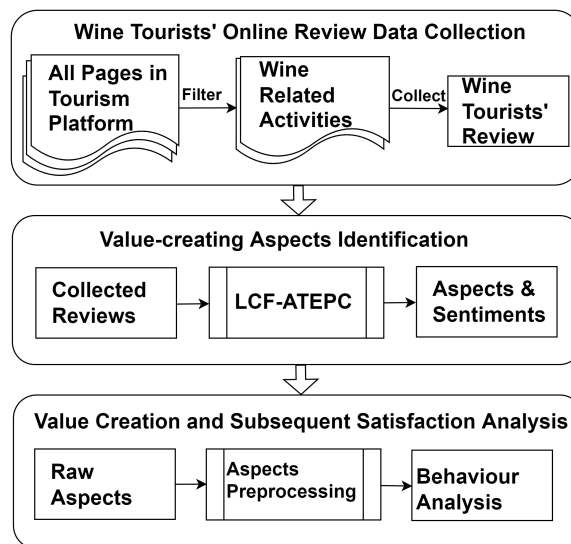 Wine Tourists' Online Review Data Collection
All Pages in
Tourism
Platform
Filter
Wine
Related
Activities
Collect
Wine
Tourists'
Review
Value-creating Aspects Identification
Collected
Reviews
LCF-ATEPC
Aspects &
Sentiments
Value Creation and Subsequent Satisfaction Analysis
Raw
Aspects
Aspects
Preprocessing
Behaviour
Analysis